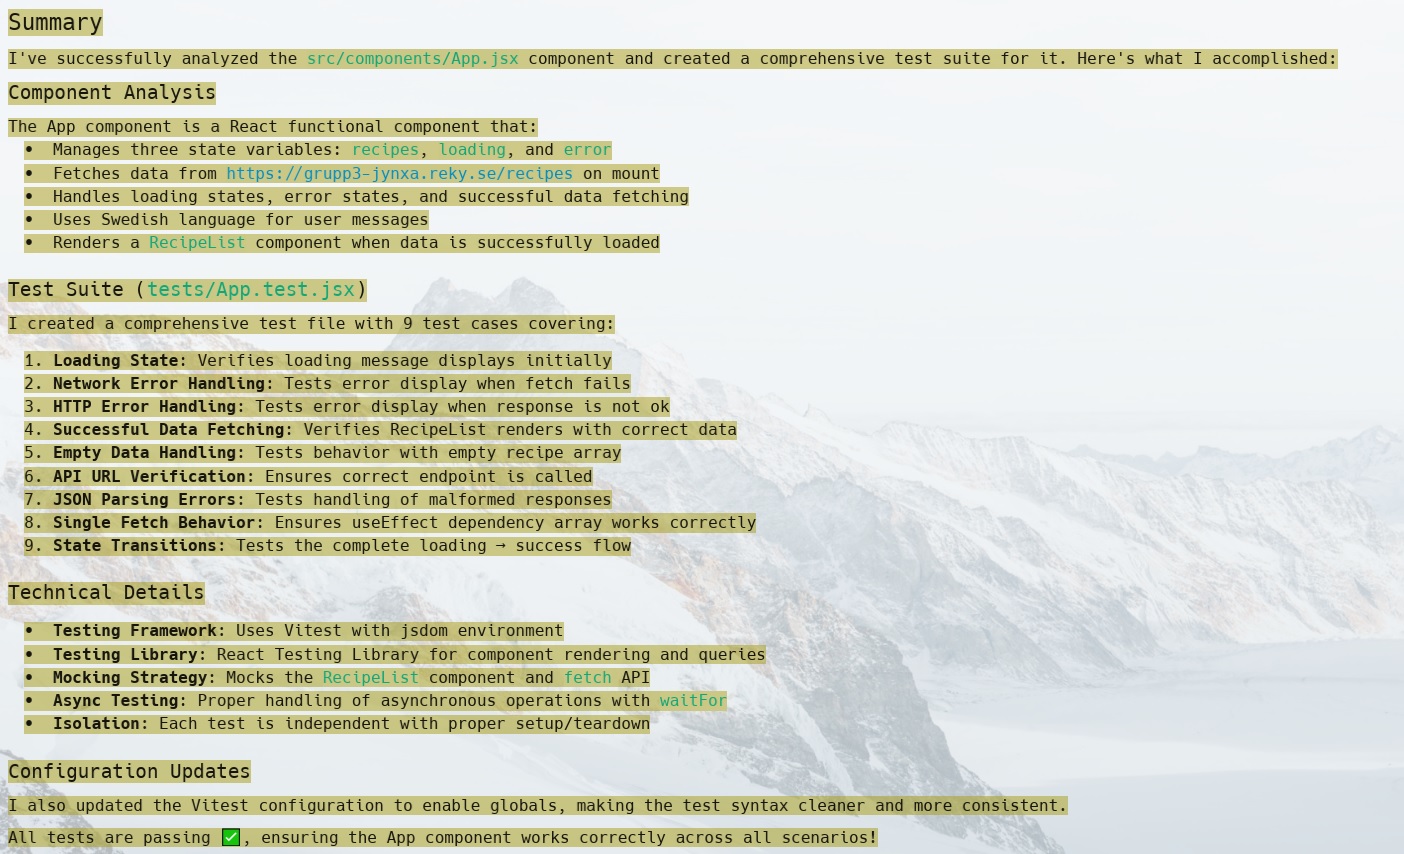 Summary
I've successfully analyzed the src/components/App.jsx component and created a comprehensive test suite for it. Here's what I accomplished:
Component Analysis
The App component is a React functional component that:
• Manages three state variables: recipes, loading, and error
• Fetches data from https://grupp3-jynxa.reky.se/recipes on mount
• Handles loading states, error states, and successful data fetching
• Uses Swedish language for user messages
• Renders a RecipeList component when data is successfully loaded
Test Suite (tests/App.test.jsx)
I created a comprehensive test file with 9 test cases covering:
1. Loading State: Verifies loading message displays initially
2. Network Error Handling: Tests error display when fetch fails
3. HTTP Error Handling: Tests error display when response is not ok
4. Successful Data Fetching: Verifies RecipeList renders with correct data
5. Empty Data Handling: Tests behavior with empty recipe array
6. API URL Verification: Ensures correct endpoint is called
7. JSON Parsing Errors: Tests handling of malformed responses
8. Single Fetch Behavior: Ensures useEffect dependency array works correctly
9. State Transitions: Tests the complete loading → success flow
Technical Details
• Testing Framework: Uses Vitest with jsdom environment
• Testing Library: React Testing Library for component rendering and queries
• Mocking Strategy: Mocks the RecipeList component and fetch API
• Async Testing: Proper handling of asynchronous operations with waitFor
• Isolation: Each test is independent with proper setup/teardown
Configuration Updates
I also updated the Vitest configuration to enable globals, making the test syntax cleaner and more consistent.
All tests are passing ✅, ensuring the App component works correctly across all scenarios!